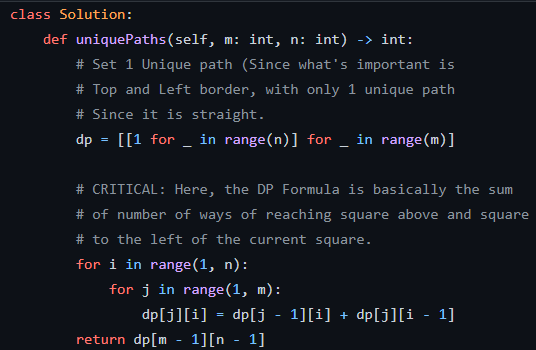 class Solution:
    def uniquePaths(self, m: int, n: int) -> int:
        # Set 1 Unique path (Since what's important is
        # Top and Left border, with only 1 unique path
        # Since it is straight.
        dp = [[1 for _ in range(n)] for _ in range(m)]

        # CRITICAL: Here, the DP Formula is basically the sum
        # of number of ways of reaching square above and square
        # to the left of the current square.
        for i in range(1, n):
            for j in range(1, m):
                dp[j][i] = dp[j - 1][i] + dp[j][i - 1]
        return dp[m - 1][n - 1]